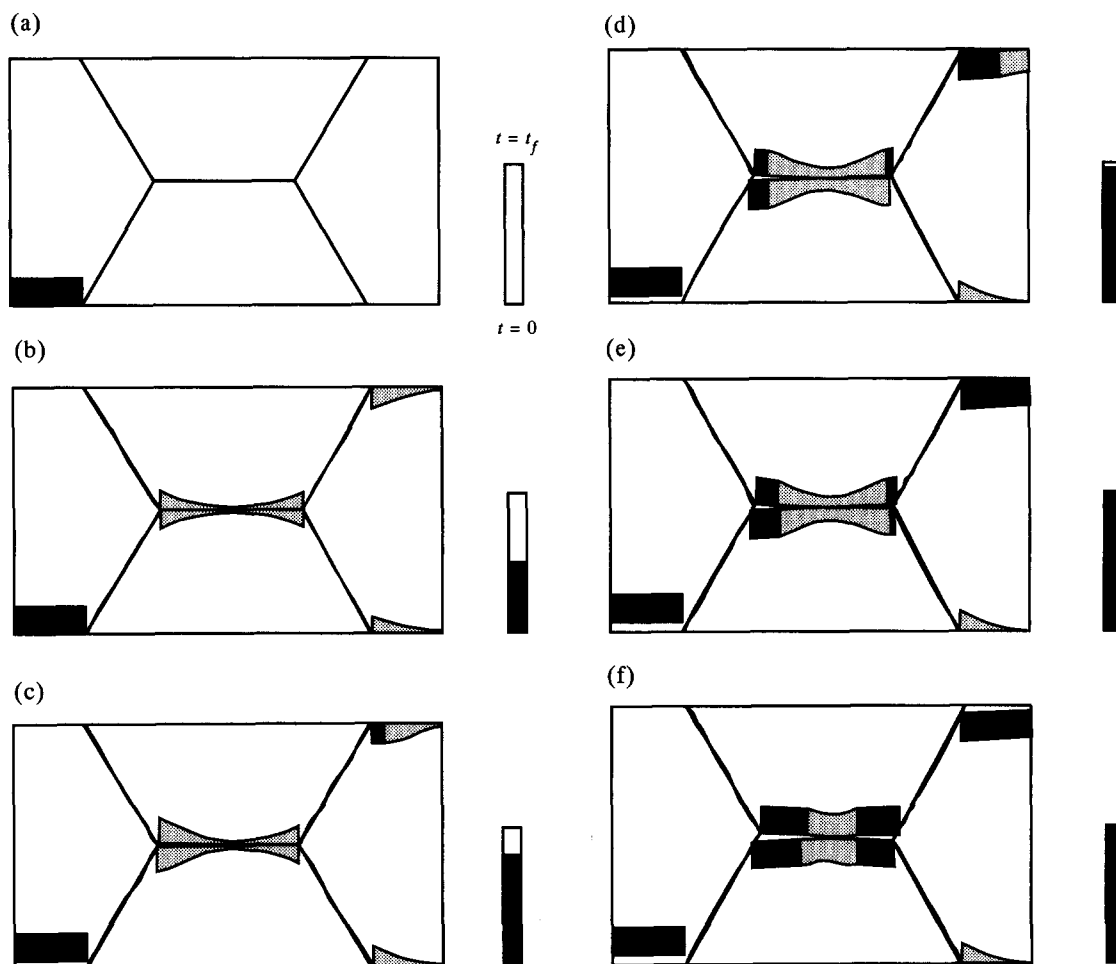 (a)
t = t_f
t = 0
(b)
(c)
(d)
(e)
(f)